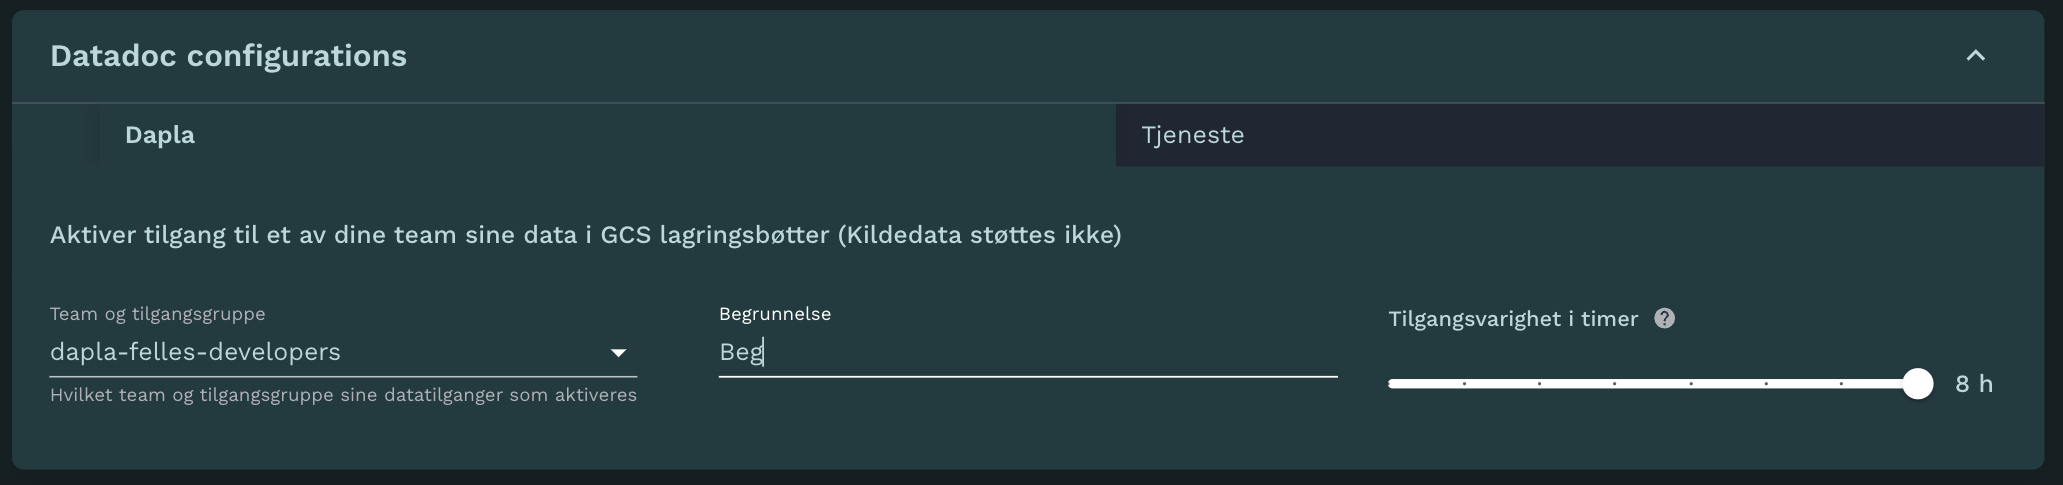 Datadoc configurations
Dapla
Tjeneste
Aktiver tilgang til et av dine team sine data i GCS lagringsbøtter (Kildedata støttes ikke)
Team og tilgangsgruppe
dapla-felles-developers
Hvilket team og tilgangsgruppe sine datatilganger som aktiveres
Begrunnelse
Beg
Tilgangsvarighet i timer ?
8 h